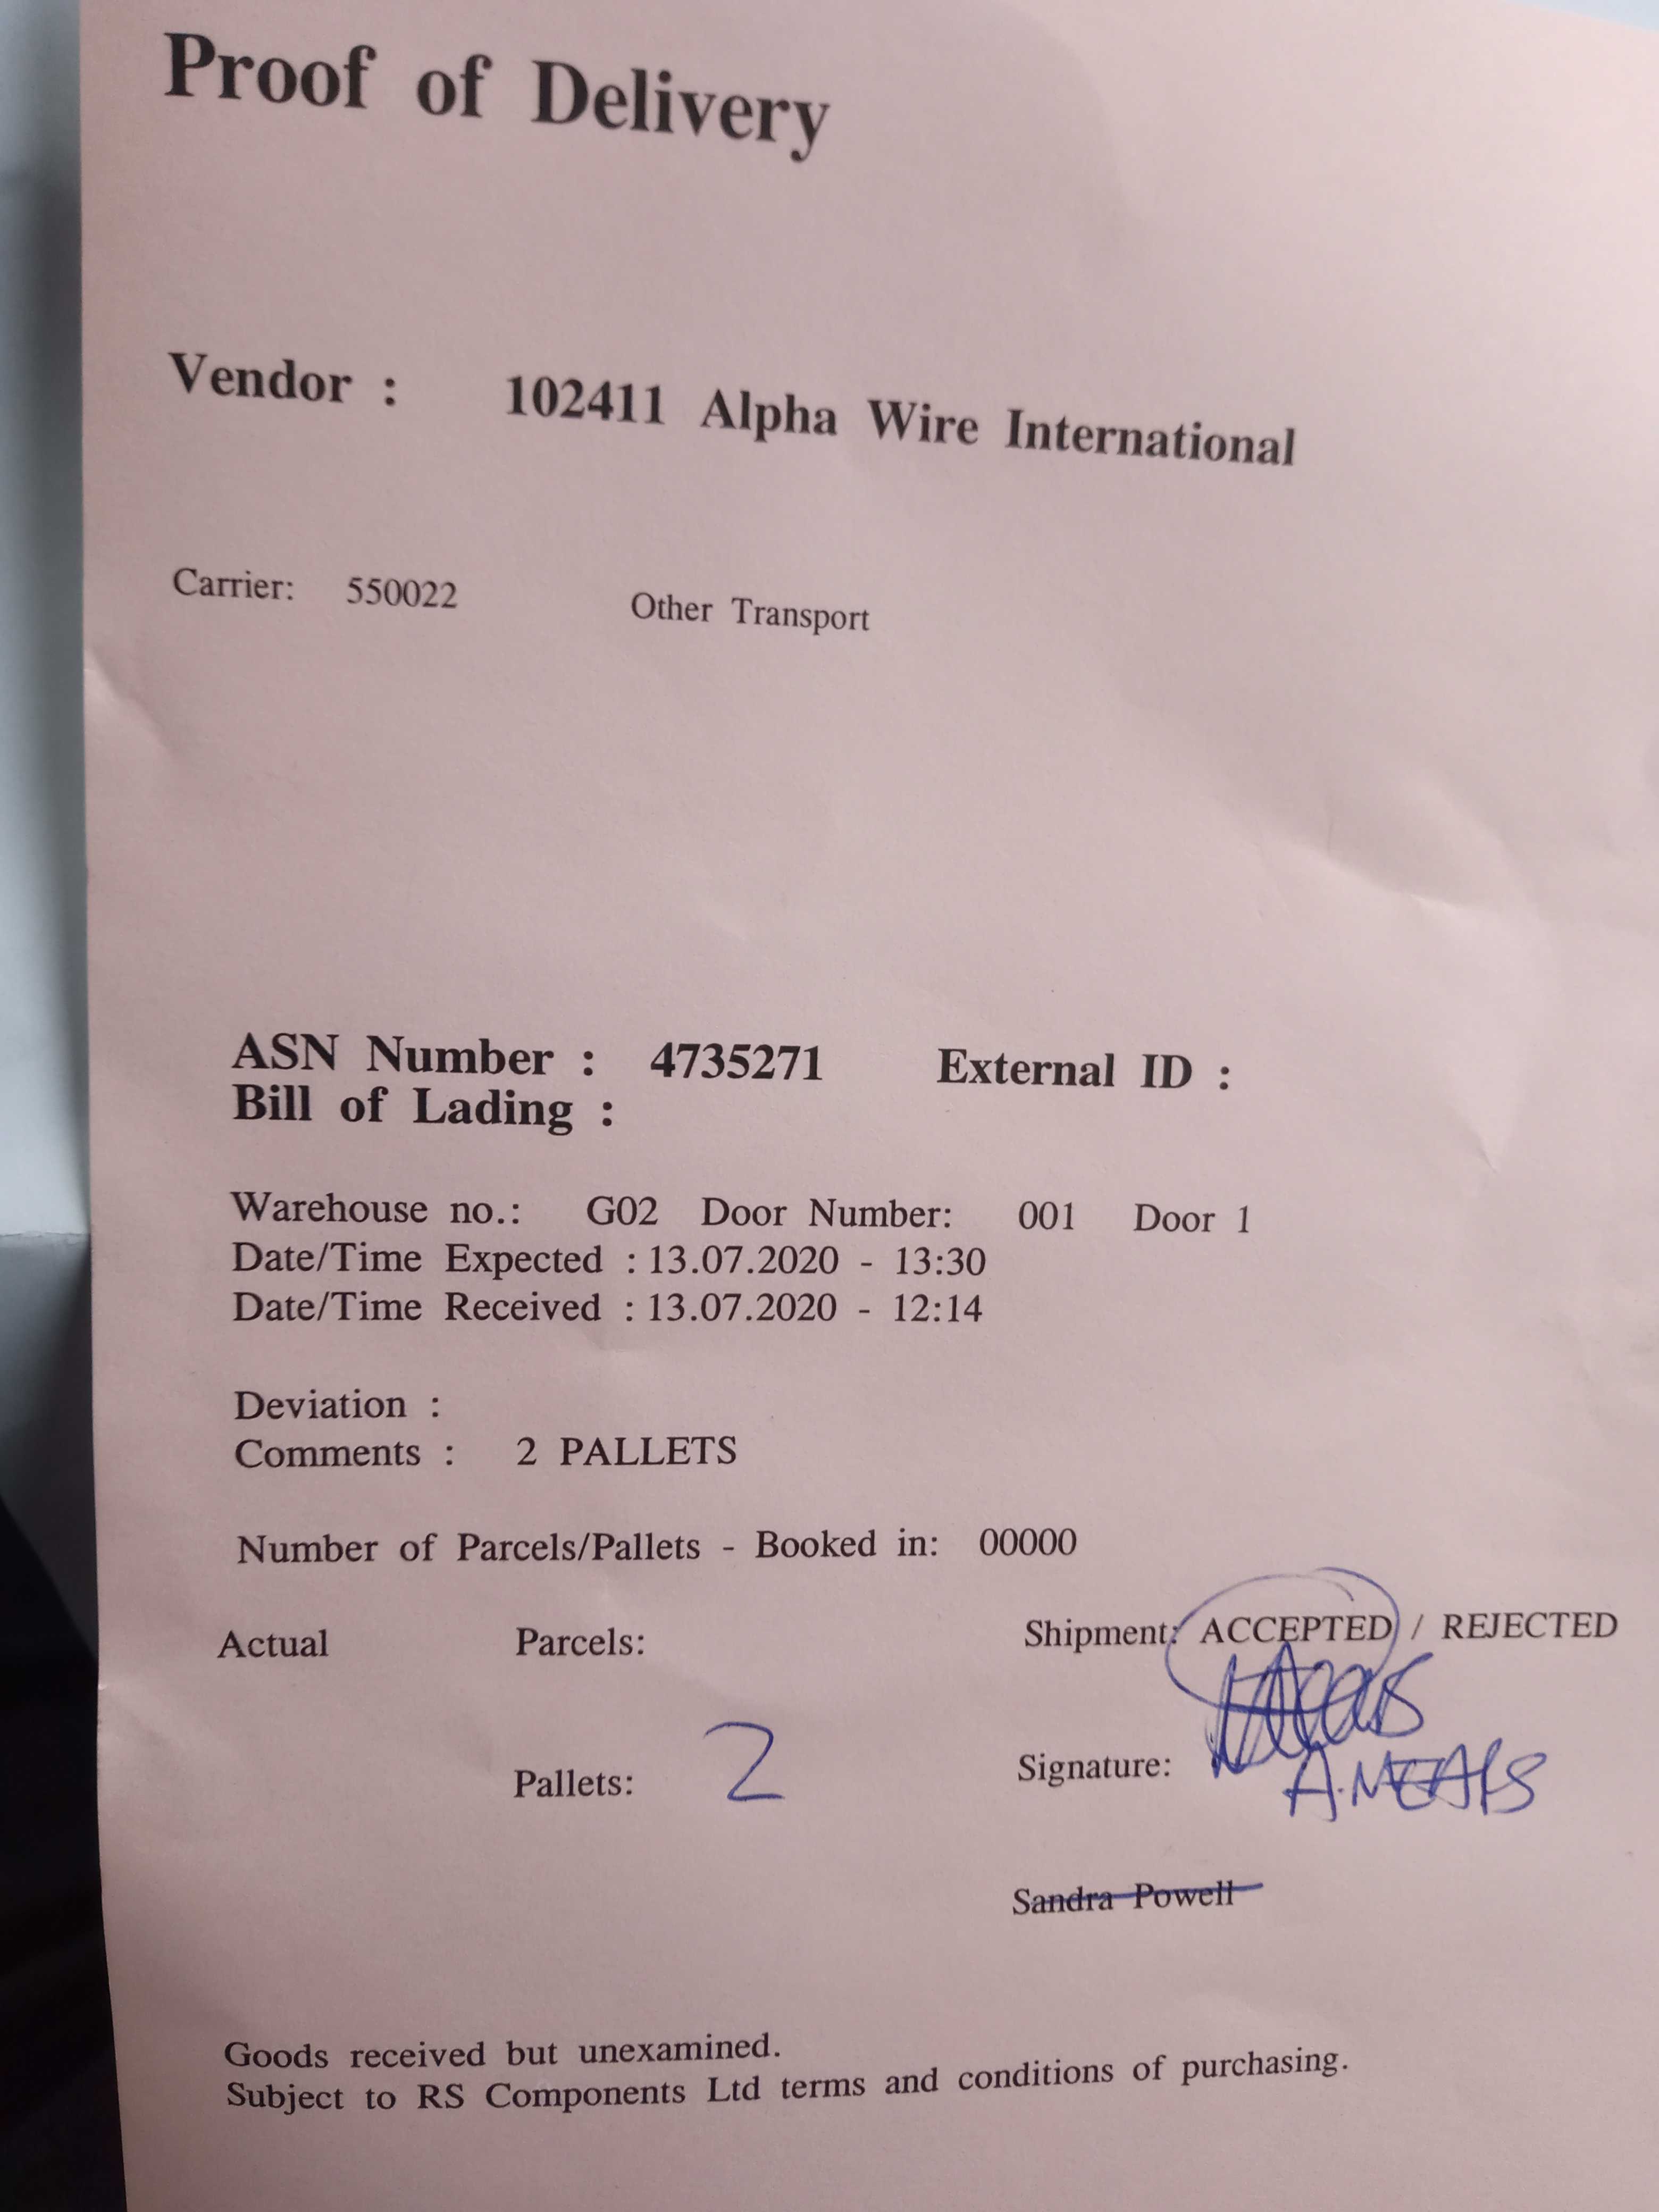 Proof of Delivery
Vendor : 102411 Alpha Wire International
Carrier: 550022 Other Transport
ASN Number : 4735271 External ID :
Bill of Lading :
Warehouse no.: G02 Door Number: 001 Door 1
Date/Time Expected : 13.07.2020 - 13:30
Date/Time Received : 13.07.2020 - 12:14
Deviation :
Comments : 2 PALLETS
Number of Parcels/Pallets - Booked in: 00000
Actual Parcels: Shipment: ACCEPTED / REJECTED
Pallets: 2 Signature:
Sandra Powell
Goods received but unexamined.
Subject to RS Components Ltd terms and conditions of purchasing.